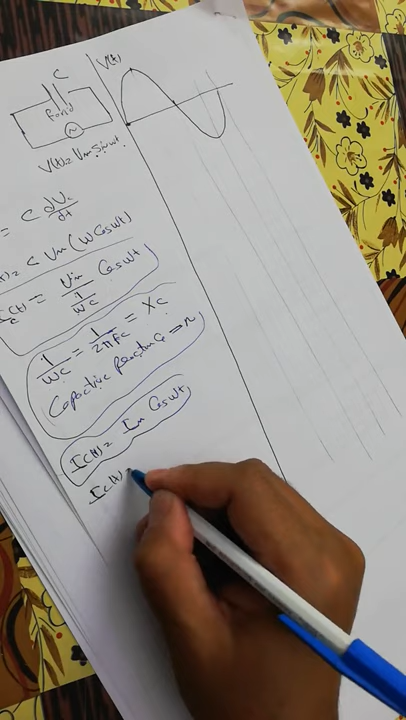 V(t)
C
Farad
V(t)= Vm Sinωt
= C dVc/dt
= C Vm (ω Cosωt)
= Vm / 1/ωC Cosωt
1/ωC = 1/2πfC = Xc
Capacitive Reactance →
Ic(t)= Im Cosωt
Ic(t)=